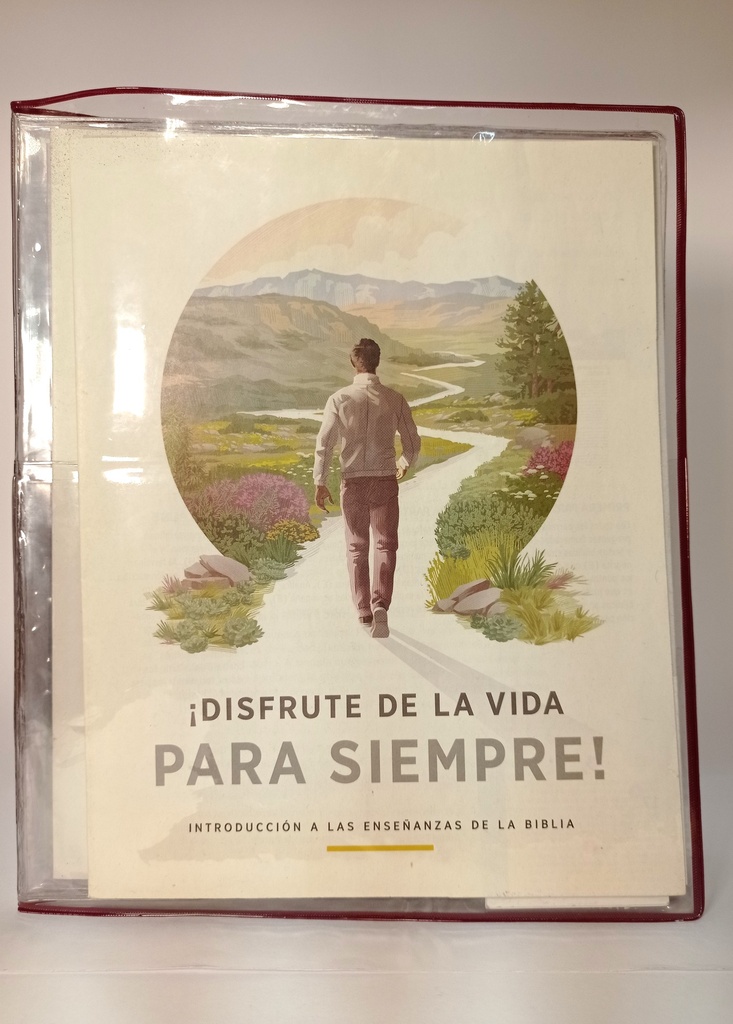 ¡DISFRUTE DE LA VIDA
PARA SIEMPRE!
INTRODUCCIÓN A LAS ENSEÑANZAS DE LA BIBLIA